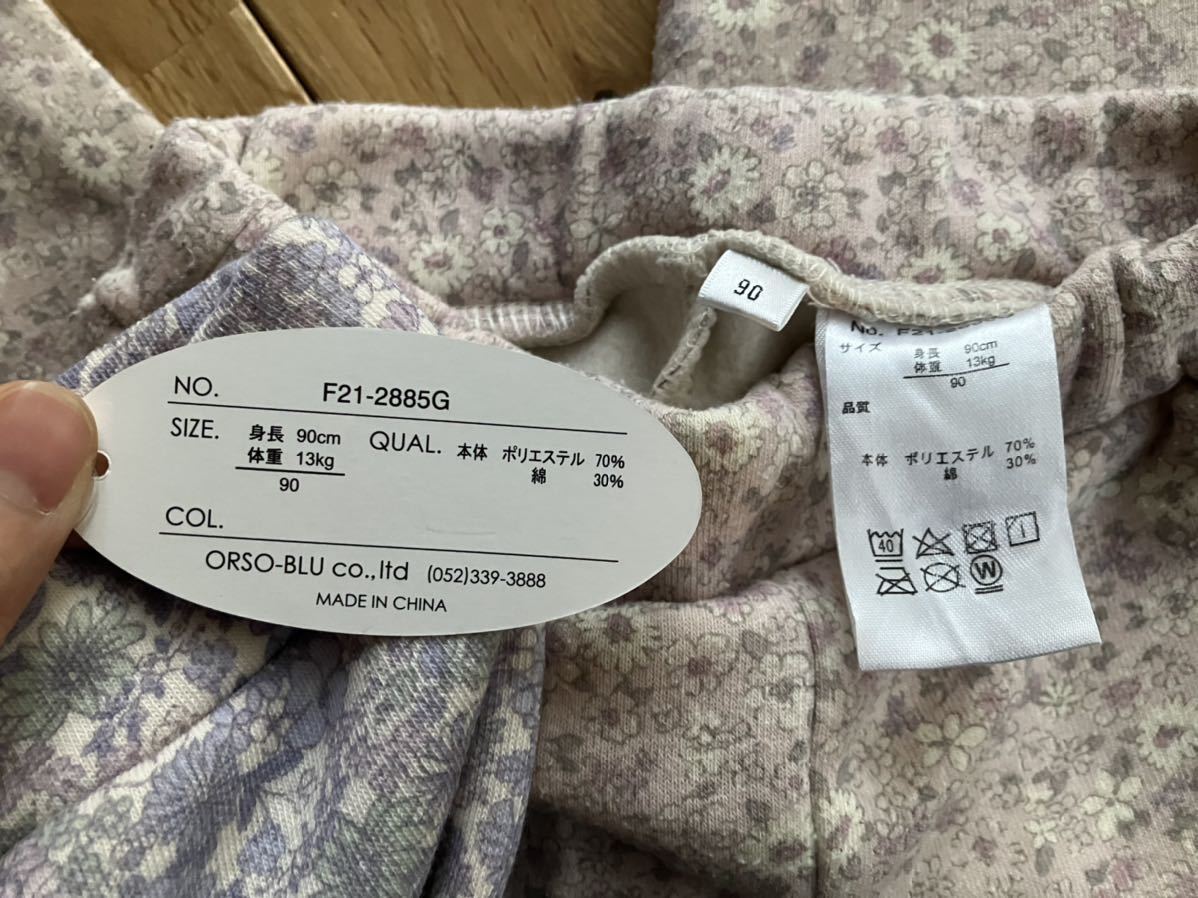 NO. F21-2885G
SIZE. 身長 90cm QUAL. 本体 ポリエステル 70%
体重 13kg 綿 30%
90
COL.
ORSO-BLU co.,ltd (052)339-3888
MADE IN CHINA
90
No. F21-
サイズ 身長 90cm
体重 13kg
90
品質
本体 ポリエステル 70%
綿 30%
40
W